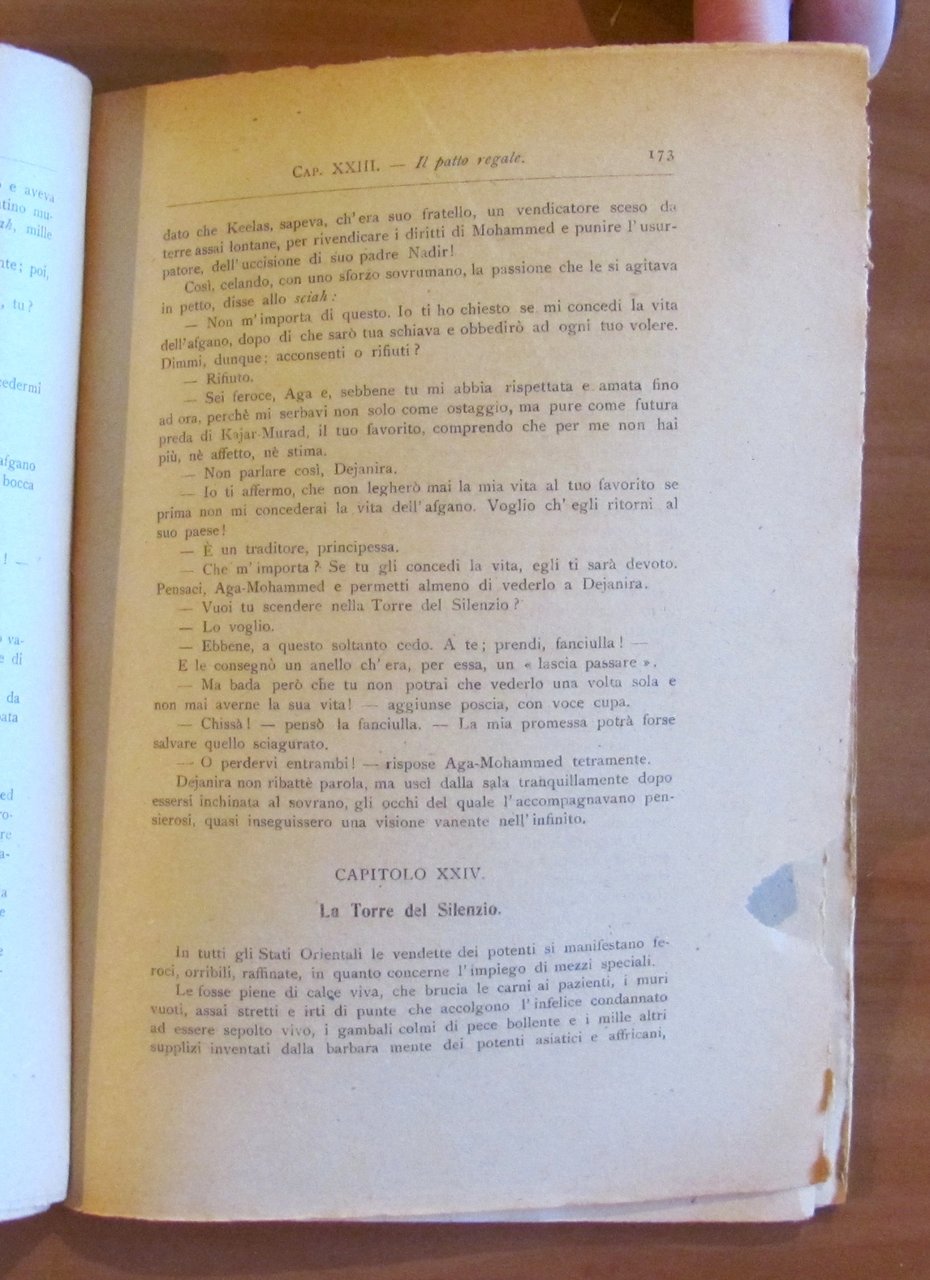 o e aveva
ntino mu-
iah, mille
nte; poi,
, tu?
cedermi
afgano
bocca
! —
o va-
e di
da
pata
ed
ro-
re
a-
a
e
CAP. XXIII. — Il patto regale.
173
dato che Keelas, sapeva, ch'era suo fratello, un vendicatore sceso da
terre assai lontane, per rivendicare i diritti di Mohammed e punire l'usur-
patore, dell'uccisione di suo padre Nadir!
Così, celando, con uno sforzo sovrumano, la passione che le si agitava
in petto, disse allo sciah:
— Non m'importa di questo. Io ti ho chiesto se mi concedi la vita
dell'afgano, dopo di che sarò tua schiava e obbedirò ad ogni tuo volere.
Dimmi, dunque: acconsenti o rifiuti?
— Rifiuto.
— Sei feroce, Aga e, sebbene tu mi abbia rispettata e amata fino
ad ora, perchè mi serbavi non solo come ostaggio, ma pure come futura
preda di Kajar-Murad, il tuo favorito, comprendo che per me non hai
più, nè affetto, nè stima.
— Non parlare così, Dejanira.
— Io ti affermo, che non legherò mai la mia vita al tuo favorito se
prima non mi concederai la vita dell'afgano. Voglio ch'egli ritorni al
suo paese!
— È un traditore, principessa.
— Che m'importa? Se tu gli concedi la vita, egli ti sarà devoto.
Pensaci, Aga-Mohammed e permetti almeno di vederlo a Dejanira.
— Vuoi tu scendere nella Torre del Silenzio?
— Lo voglio.
— Ebbene, a questo soltanto cedo. A te; prendi, fanciulla! —
E le consegnò un anello ch'era, per essa, un « lascia passare ».
— Ma bada però che tu non potrai che vederlo una volta sola e
non mai averne la sua vita! — aggiunse poscia, con voce cupa.
— Chissà! — pensò la fanciulla. — La mia promessa potrà forse
salvare quello sciagurato.
— O perdervi entrambi! — rispose Aga-Mohammed tetramente.
Dejanira non ribattè parola, ma uscì dalla sala tranquillamente dopo
essersi inchinata al sovrano, gli occhi del quale l'accompagnavano pen-
sierosi, quasi inseguissero una visione vanente nell'infinito.
CAPITOLO XXIV.
La Torre del Silenzio.
In tutti gli Stati Orientali le vendette dei potenti si manifestano fe-
roci, orribili, raffinate, in quanto concerne l'impiego di mezzi speciali.
Le fosse piene di calce viva, che brucia le carni ai pazienti, i muri
vuoti, assai stretti e irti di punte che accolgono l'infelice condannato
ad essere sepolto vivo, i gambali colmi di pece bollente e i mille altri
supplizi inventati dalla barbara mente dei potenti asiatici e affricani,